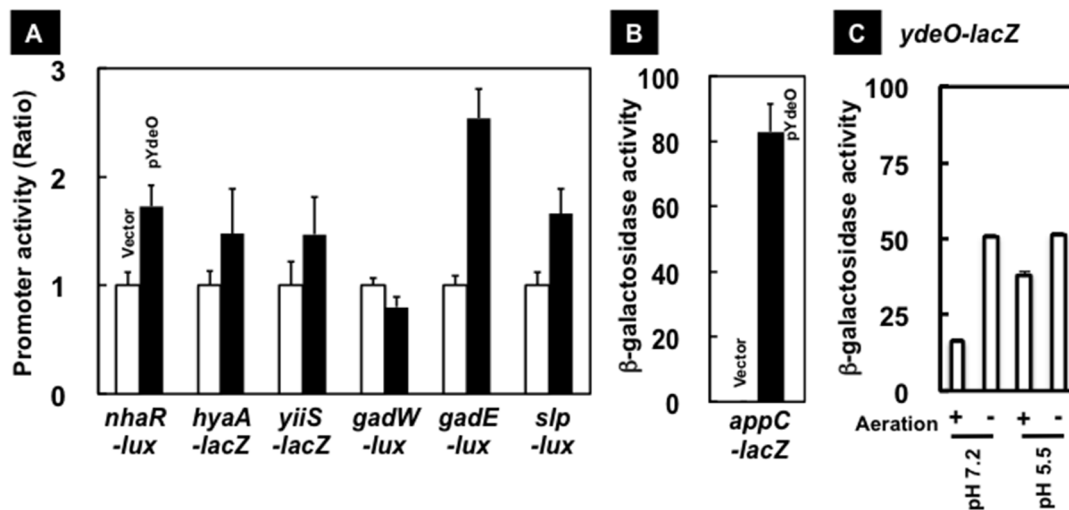 A
Promoter activity (Ratio)
3
2
1
0
Vector
pYdeO
nhaR
-lux
hyaA
-lacZ
yiiS
-lacZ
gadW
-lux
gadE
-lux
slp
-lux
B
β-galactosidase activity
100
80
60
40
20
0
Vector
pYdeO
appC
-lacZ
C
ydeO-lacZ
β-galactosidase activity
100
75
50
25
0
Aeration + - + -
pH 7.2
pH 5.5